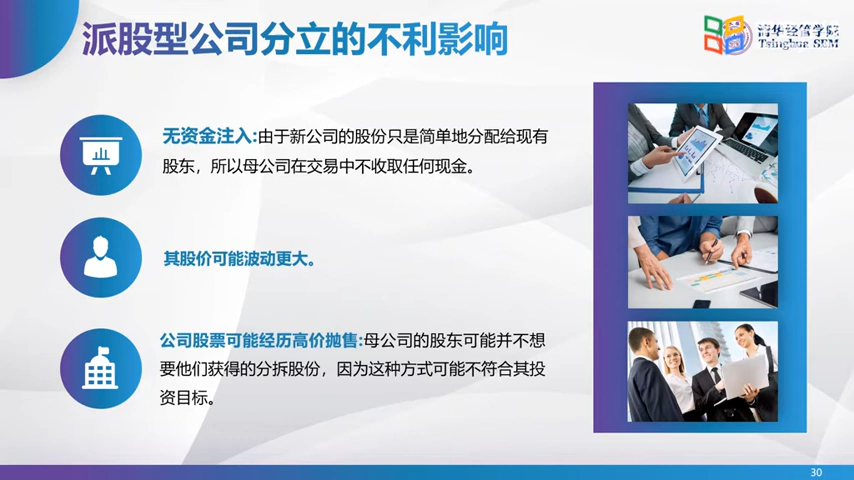 派股型公司分立的不利影响
清华经管学院
Tsinghua SEM
无资金注入:由于新公司的股份只是简单地分配给现有
股东，所以母公司在交易中不收取任何现金。
其股价可能波动更大。
公司股票可能经历高价抛售:母公司的股东可能并不想
要他们获得的分拆股份，因为这种方式可能不符合其投
资目标。
30